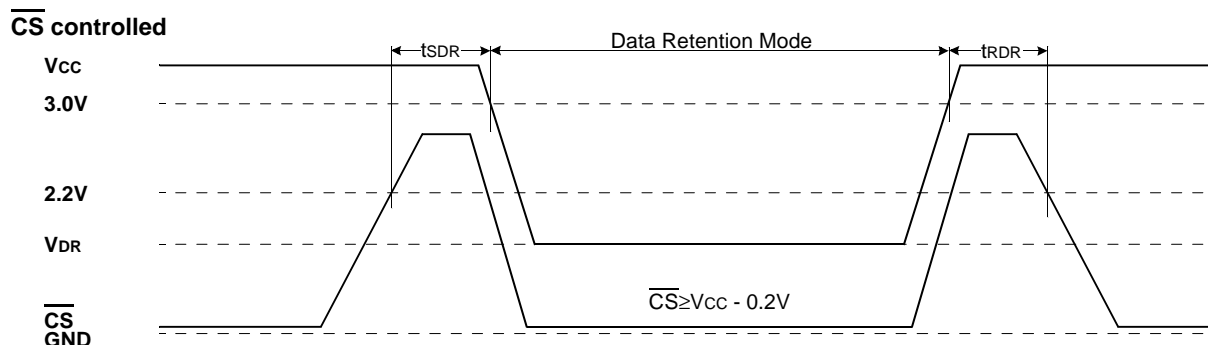 CS controlled
tSDR
Data Retention Mode
tRDR
VCC
3.0V
2.2V
VDR
CS≥VCC - 0.2V
CS
GND